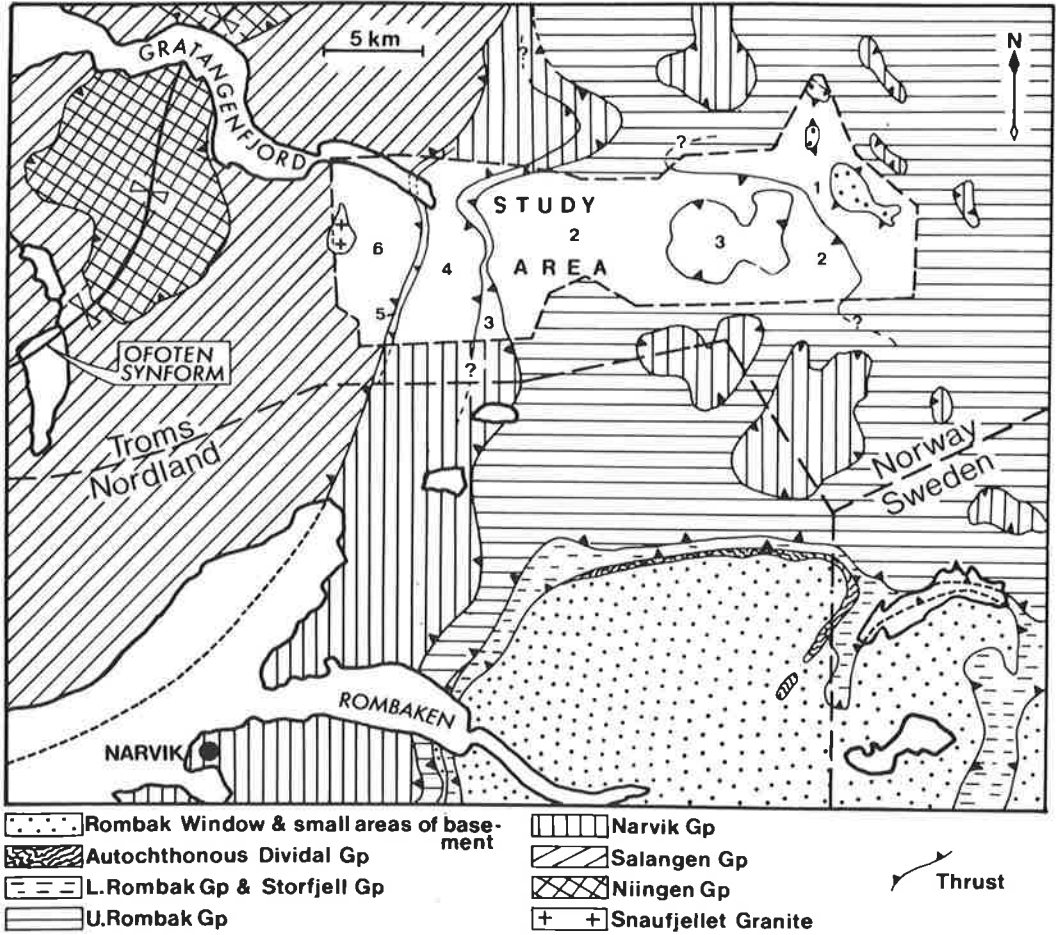 GRATANGENFJORD
5 km
?
N
?
STUDY
AREA
1
2
3
2
6
4
5
3
?
?
OFOTEN
SYNFORM
Troms
Nordland
Norway
Sweden
ROMBAKEN
NARVIK
Rombak Window & small areas of base-
ment
Autochthonous Dividal Gp
L.Rombak Gp & Storfjell Gp
U.Rombak Gp
Narvik Gp
Salangen Gp
Niingen Gp
+ + Snaufjellet Granite
Thrust